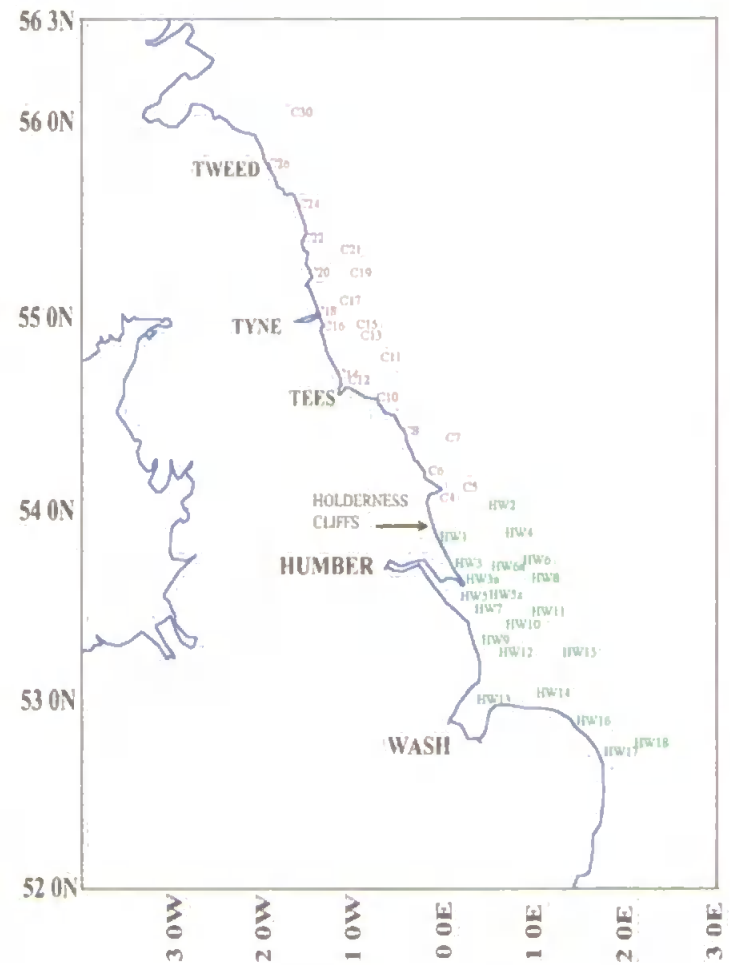 56 3N
56 0N
C30
TWEED
C26
C24
C22
C21
C20
C19
C17
C18
55 0N
TYNE
C16
C15
C13
C11
C14
C12
TEES
C10
C8
C7
C6
C5
C4
54 0N
HOLDERNESS
CLIFFS
HW2
HW1
HW4
HUMBER
HW3
HW6a
HW6
HW3a
HW8
HW5
HW5a
HW7
HW11
HW10
HW9
HW12
HW15
53 0N
HW13
HW14
HW16
WASH
HW17
HW18
52 0N
3 0W
2 0W
1 0W
0 0E
1 0E
2 0E
3 0E